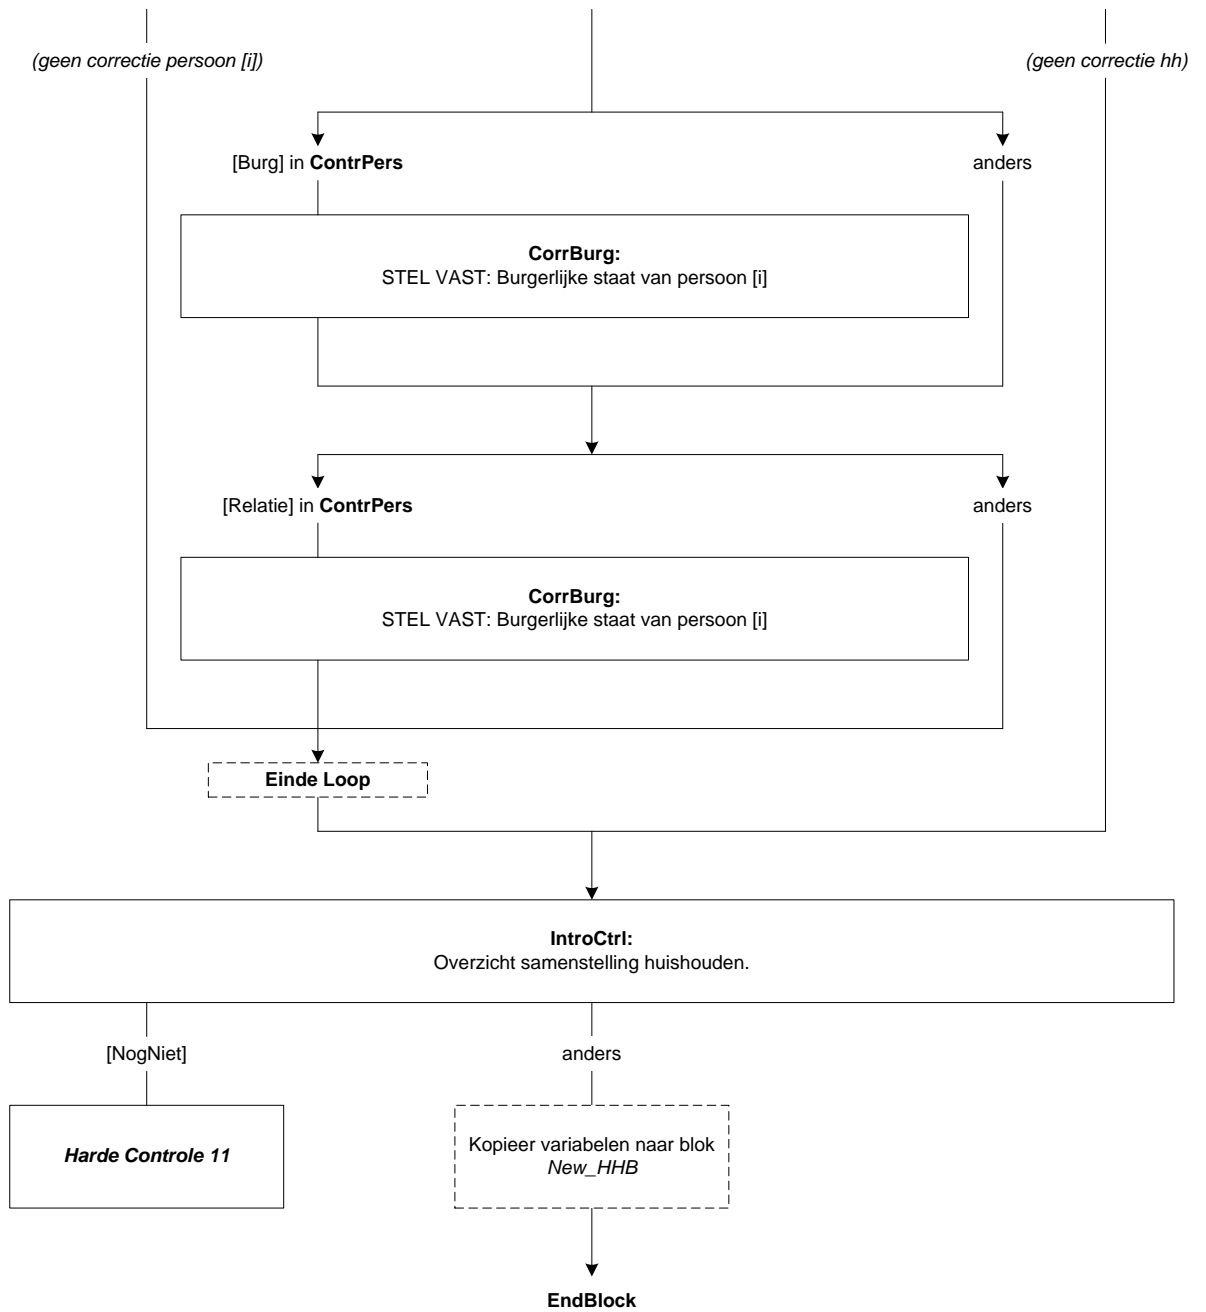 (geen correctie persoon [i])
(geen correctie hh)
[Burg] in ContrPers
anders
CorrBurg:
STEL VAST: Burgerlijke staat van persoon [i]
[Relatie] in ContrPers
anders
CorrBurg:
STEL VAST: Burgerlijke staat van persoon [i]
Einde Loop
IntroCtrl:
Overzicht samenstelling huishouden.
[NogNiet]
anders
Harde Controle 11
Kopieer variabelen naar blok
New_HHB
EndBlock